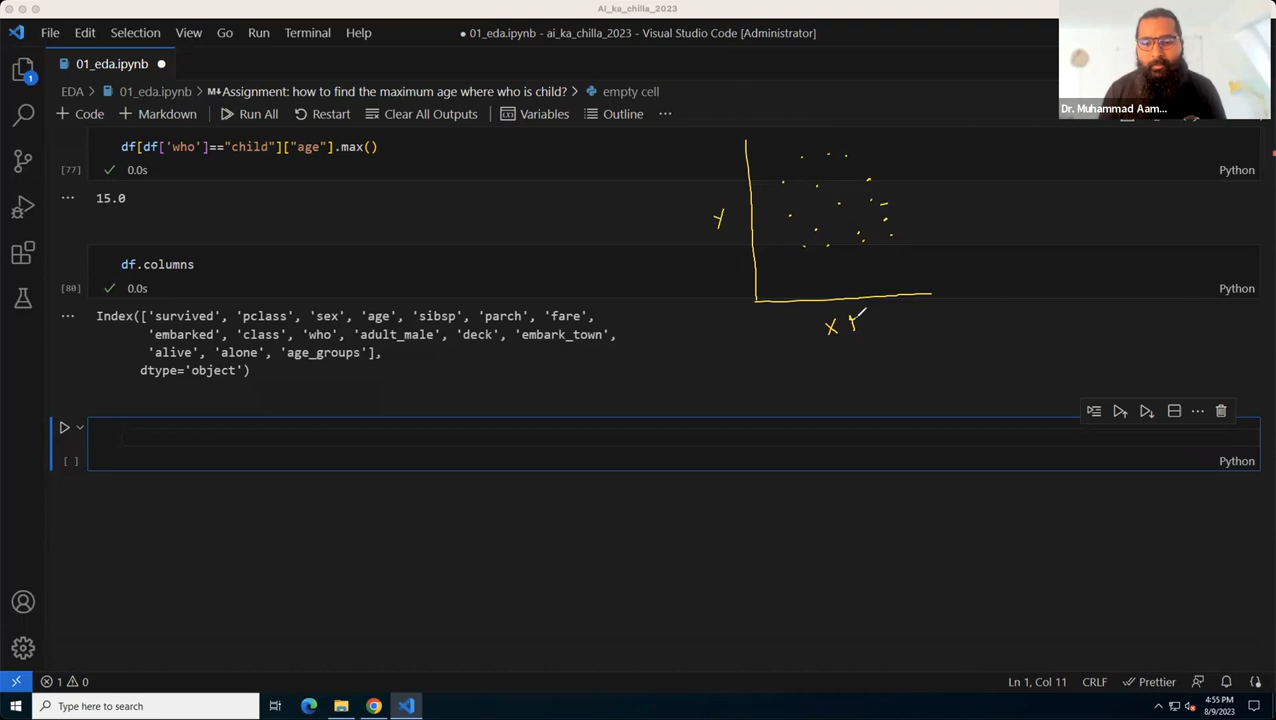 Ai_ka_chilla_2023
File Edit Selection View Go Run Terminal Help
● 01_eda.ipynb - ai_ka_chilla_2023 - Visual Studio Code [Administrator]
01_eda.ipynb
EDA > 01_eda.ipynb > M↓Assignment: how to find the maximum age where who is child? > empty cell
+ Code + Markdown Run All Restart Clear All Outputs Variables Outline ...
Dr. Muhammad Aam...
df[df['who']=="child"]["age"].max()
[77] 0.0s Python
15.0
Y
df.columns
[80] 0.0s Python
Index(['survived', 'pclass', 'sex', 'age', 'sibsp', 'parch', 'fare',
'embarked', 'class', 'who', 'adult_male', 'deck', 'embark_town',
'alive', 'alone', 'age_groups'],
dtype='object')
X
[ ] Python
1 0 Ln 1, Col 11 CRLF Prettier
Type here to search 4:55 PM
8/9/2023
1